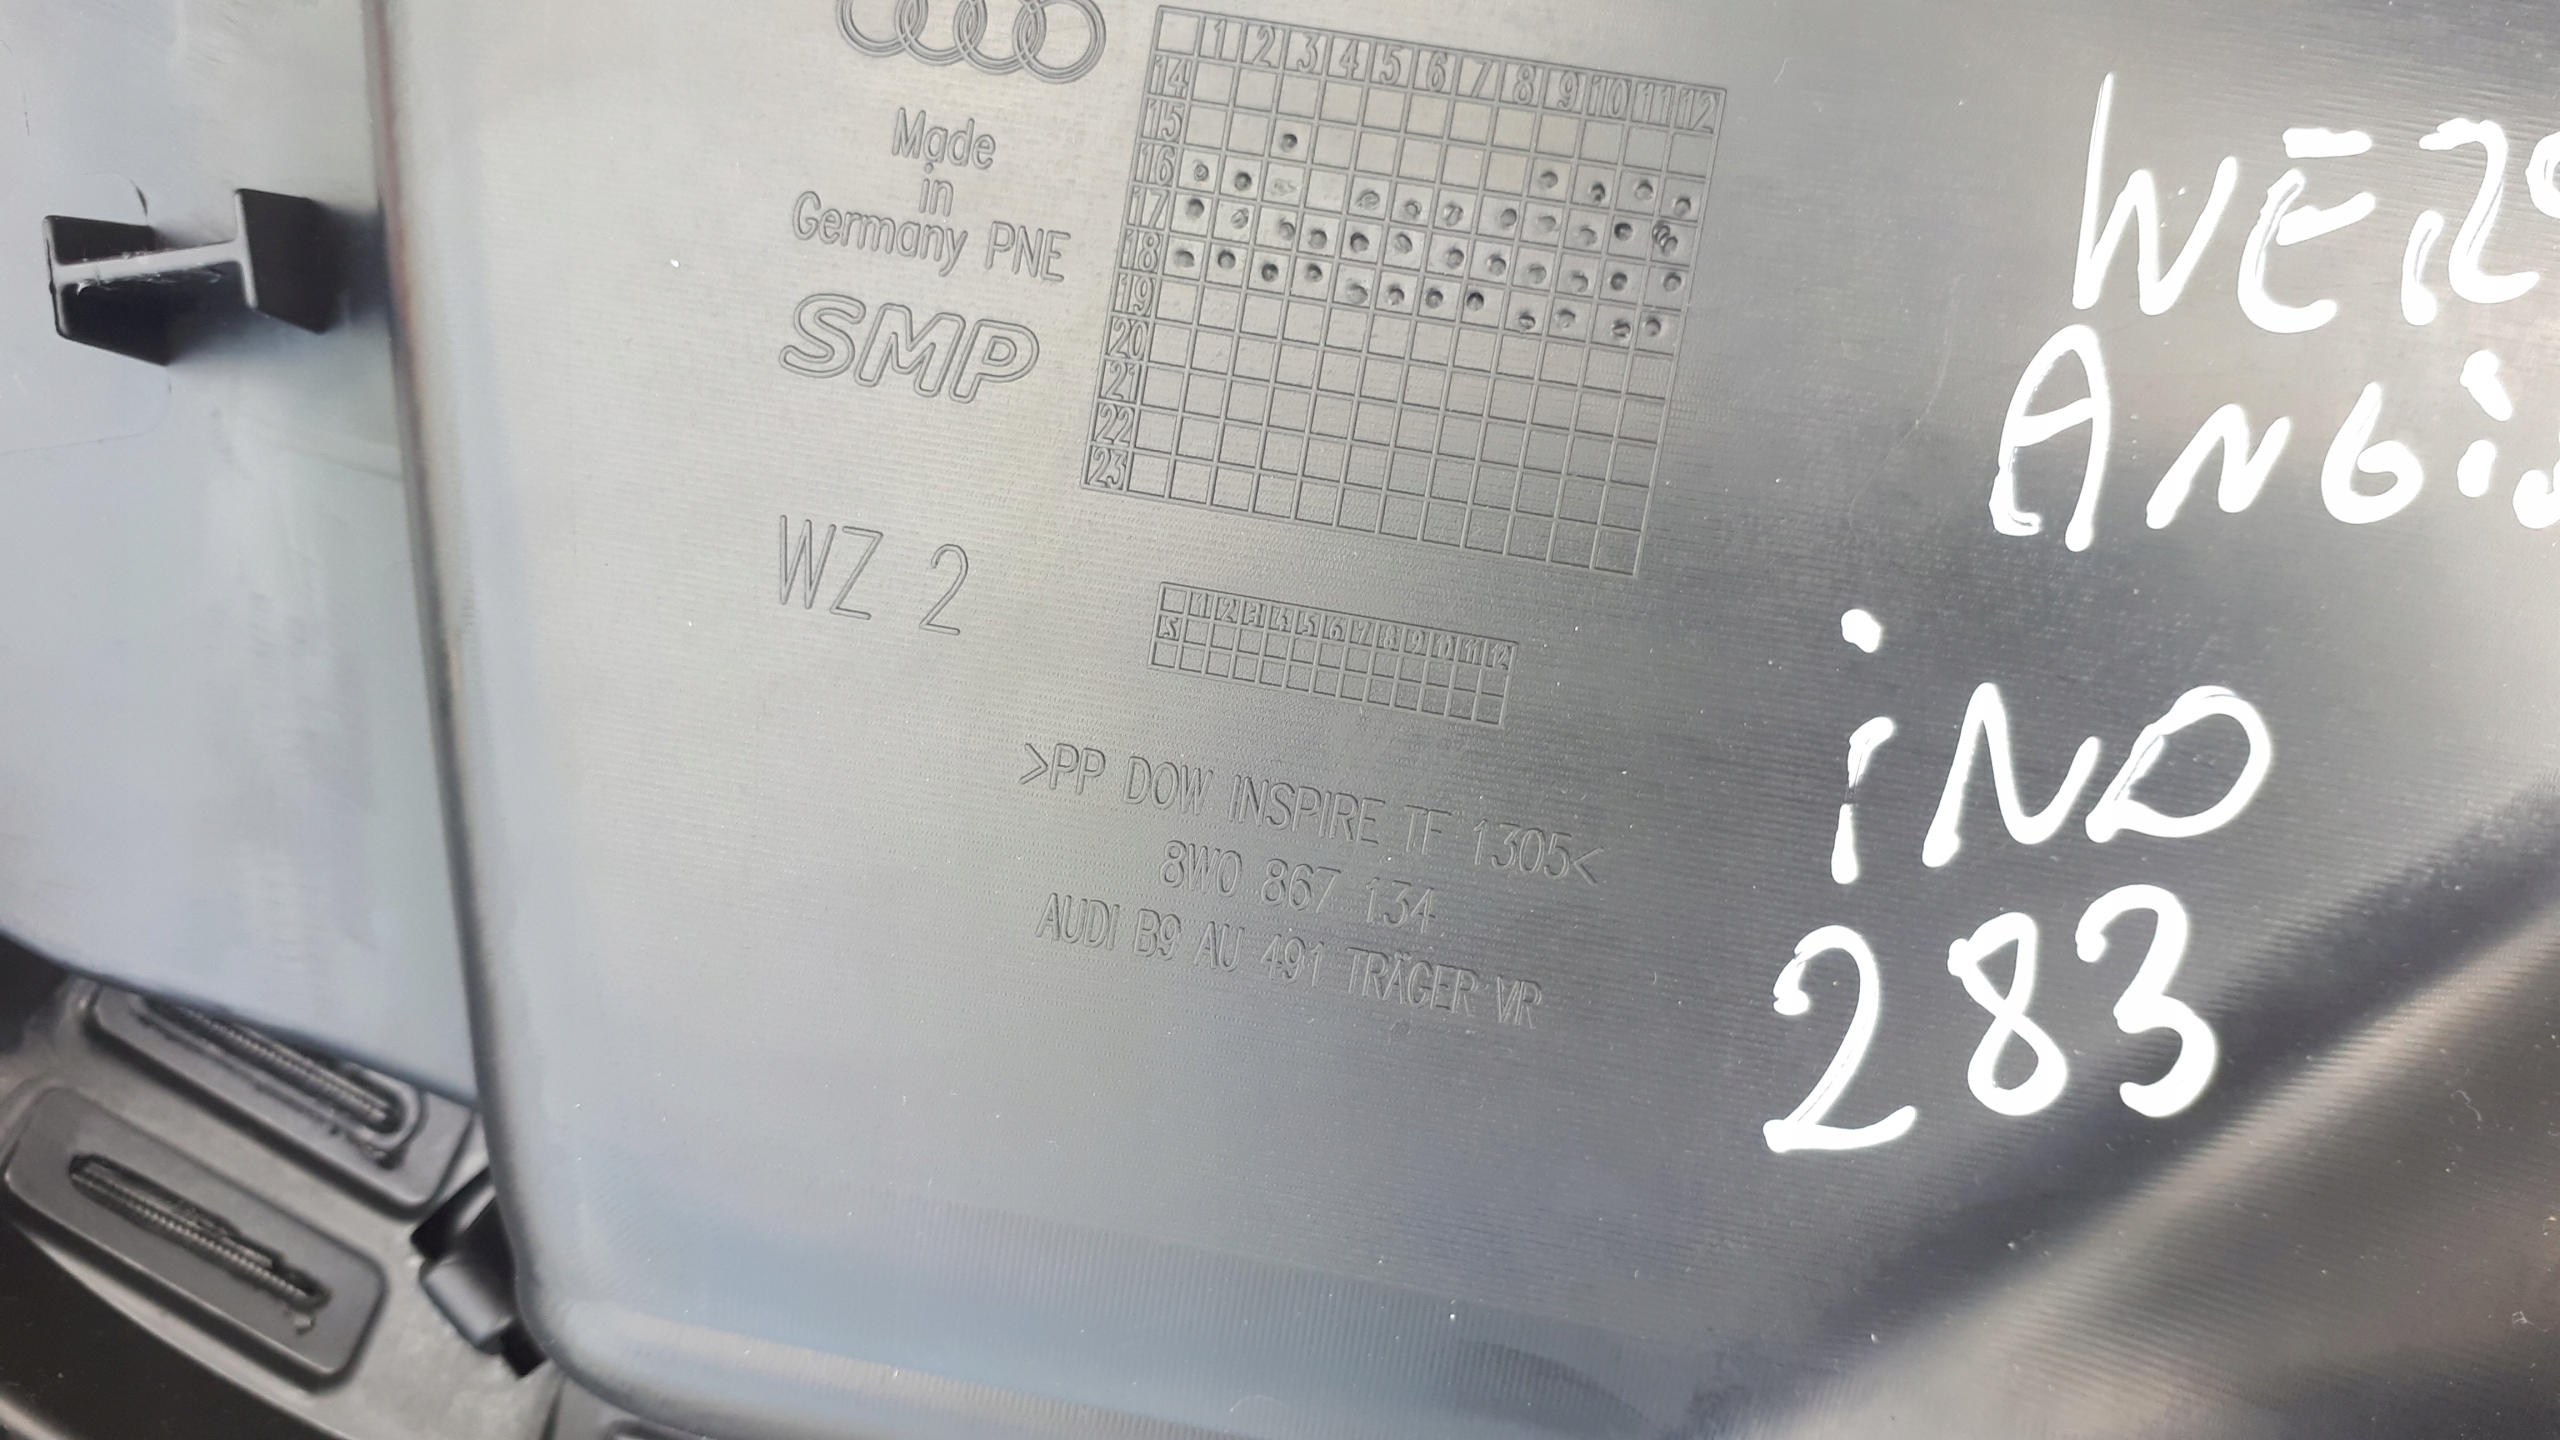 Made
in
Germany PNE
SMP
WZ 2
1 2 3 4 5 6 7 8 9 10 11 12
14
15
16
17
18
19
20
21
22
23
1 2 3 4 5 6 7 8 9 10 11 12
>PP DOW INSPIRE TF 1305<
8W0 867 134
AUDI B9 AU 491 TRÄGER VR
iND
283